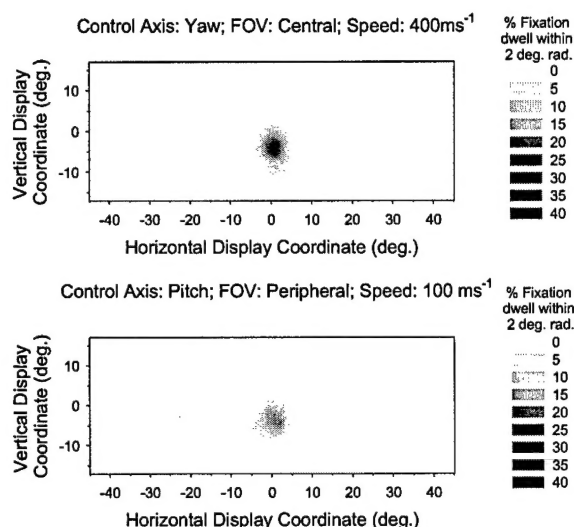 Control Axis: Yaw; FOV: Central; Speed: 400ms-1
% Fixation
dwell within
2 deg. rad.
0
5
10
15
20
25
30
35
40
Vertical Display
Coordinate (deg.)
10
0
-10
-40 -30 -20 -10 0 10 20 30 40
Horizontal Display Coordinate (deg.)
Control Axis: Pitch; FOV: Peripheral; Speed: 100 ms-1
% Fixation
dwell within
2 deg. rad.
0
5
10
15
20
25
30
35
40
Vertical Display
Coordinate (deg.)
10
0
-10
-40 -30 -20 -10 0 10 20 30 40
Horizontal Display Coordinate (deg.)